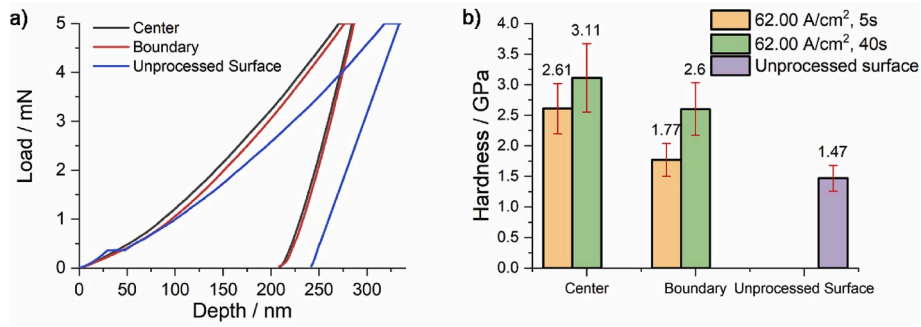 a)
Center
Boundary
Unprocessed Surface
5
4
3
2
1
0
Load / mN
0 50 100 150 200 250 300
Depth / nm
b)
62.00 A/cm², 5s
62.00 A/cm², 40s
Unprocessed surface
4.0
3.5
3.0
2.5
2.0
1.5
1.0
0.5
0.0
Hardness / GPa
2.61
3.11
1.77
2.6
1.47
Center Boundary Unprocessed Surface